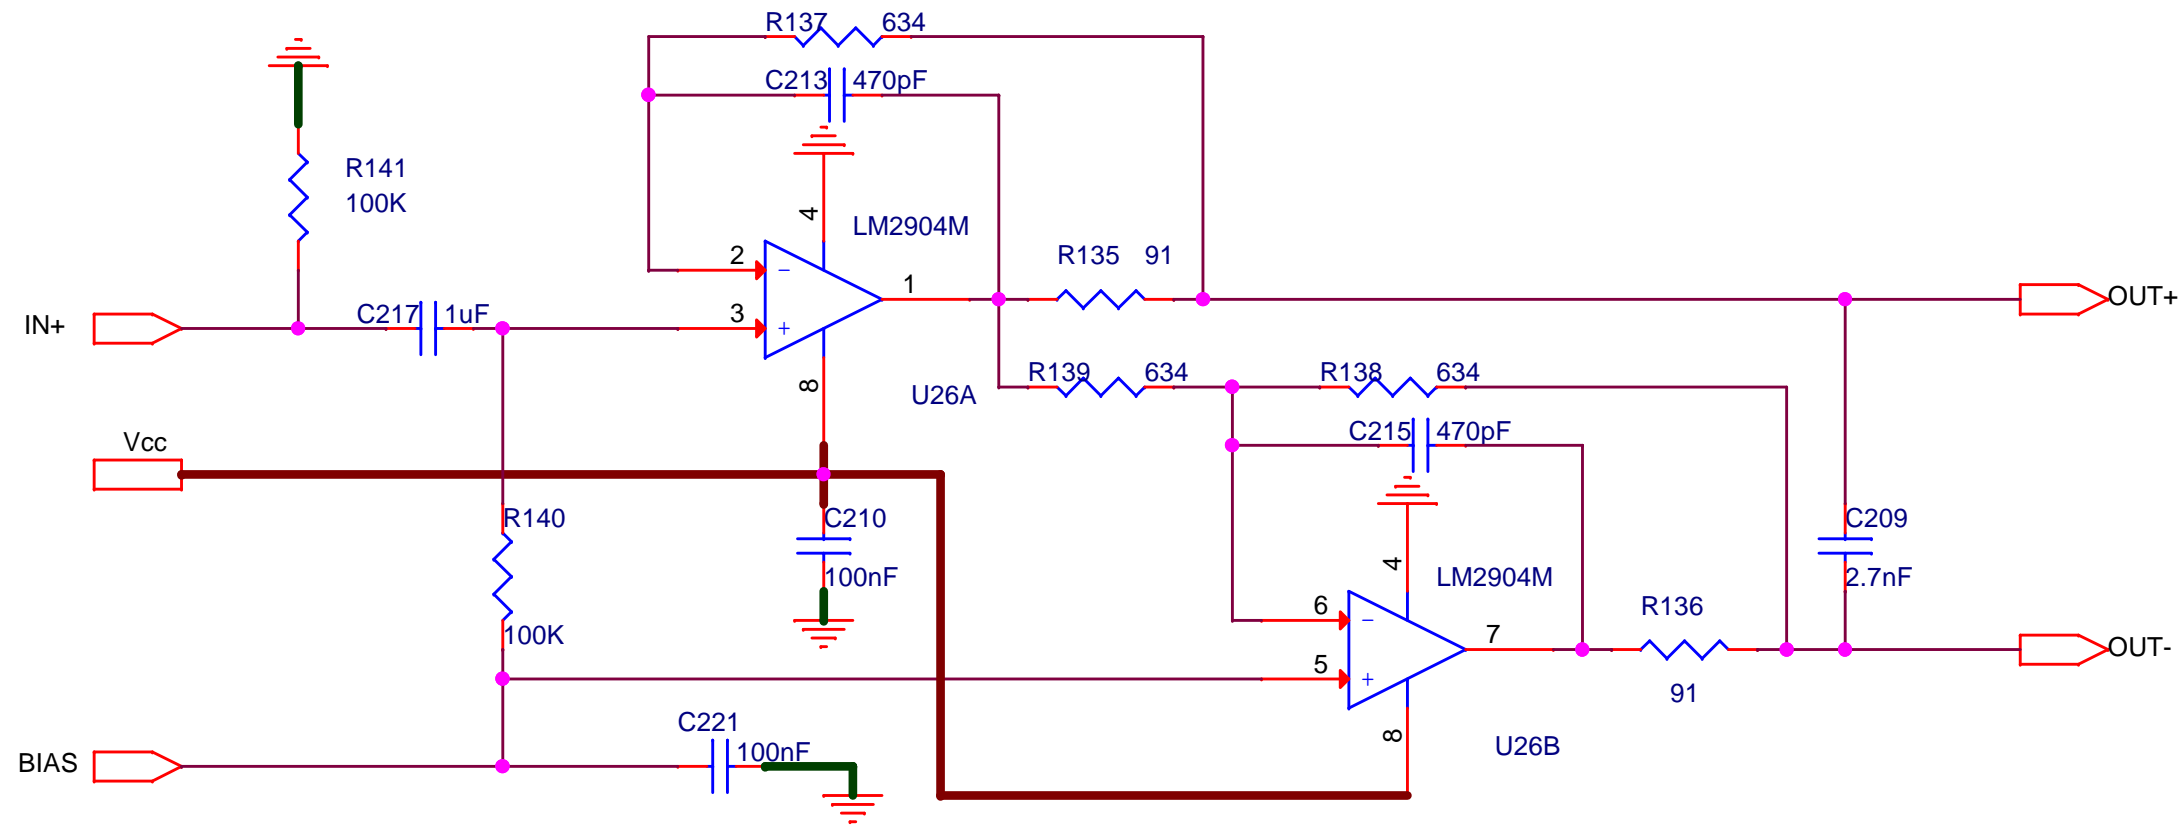 R137 634
C213 470pF
R141
100K
4
LM2904M
2
−
R135 91
1
IN+
C217 1uF
3
+
OUT+
8
R139 634
R138 634
U26A
C215 470pF
Vcc
R140
C210
C209
4
LM2904M
100nF
2.7nF
6
−
R136
100K
7
OUT-
5
+
91
C221
8
U26B
100nF
BIAS